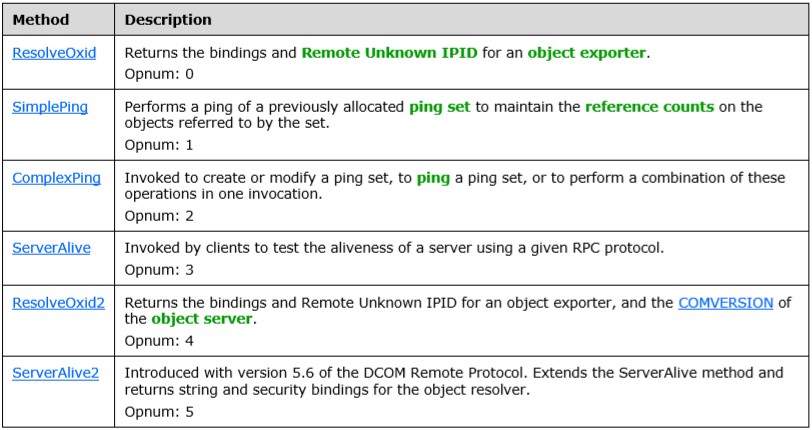 Method Description
ResolveOxid Returns the bindings and Remote Unknown IPID for an object exporter.
Opnum: 0
SimplePing Performs a ping of a previously allocated ping set to maintain the reference counts on the
objects referred to by the set.
Opnum: 1
ComplexPing Invoked to create or modify a ping set, to ping a ping set, or to perform a combination of these
operations in one invocation.
Opnum: 2
ServerAlive Invoked by clients to test the aliveness of a server using a given RPC protocol.
Opnum: 3
ResolveOxid2 Returns the bindings and Remote Unknown IPID for an object exporter, and the COMVERSION of
the object server.
Opnum: 4
ServerAlive2 Introduced with version 5.6 of the DCOM Remote Protocol. Extends the ServerAlive method and
returns string and security bindings for the object resolver.
Opnum: 5